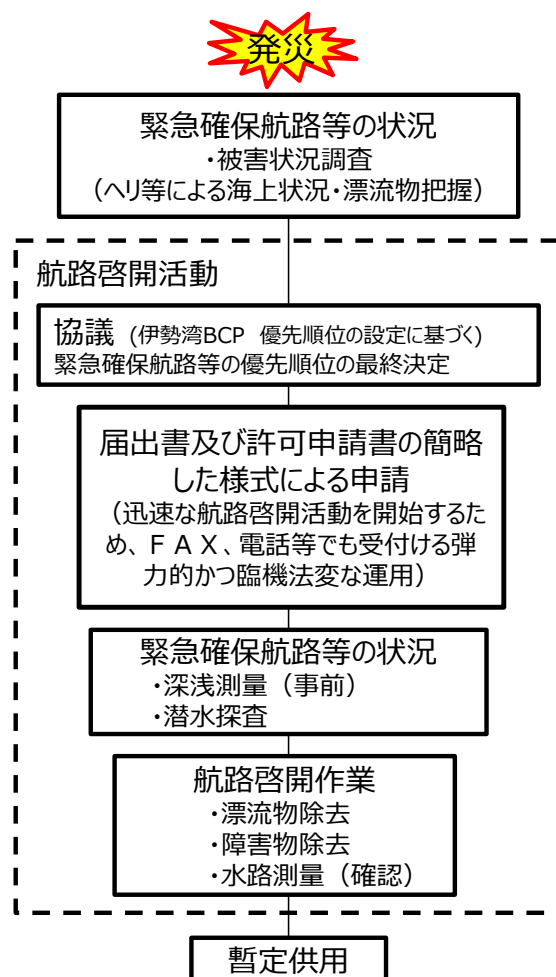 発災
緊急確保航路等の状況
・被害状況調査
（ヘリ等による海上状況・漂流物把握）
航路啓開活動
協議 (伊勢湾BCP 優先順位の設定に基づく)
緊急確保航路等の優先順位の最終決定
届出書及び許可申請書の簡略
した様式による申請
（迅速な航路啓開活動を開始するた
め、ＦＡＸ、電話等でも受付ける弾
力的かつ臨機法変な運用）
緊急確保航路等の状況
・深浅測量（事前）
・潜水探査
航路啓開作業
・漂流物除去
・障害物除去
・水路測量（確認）
暫定供用